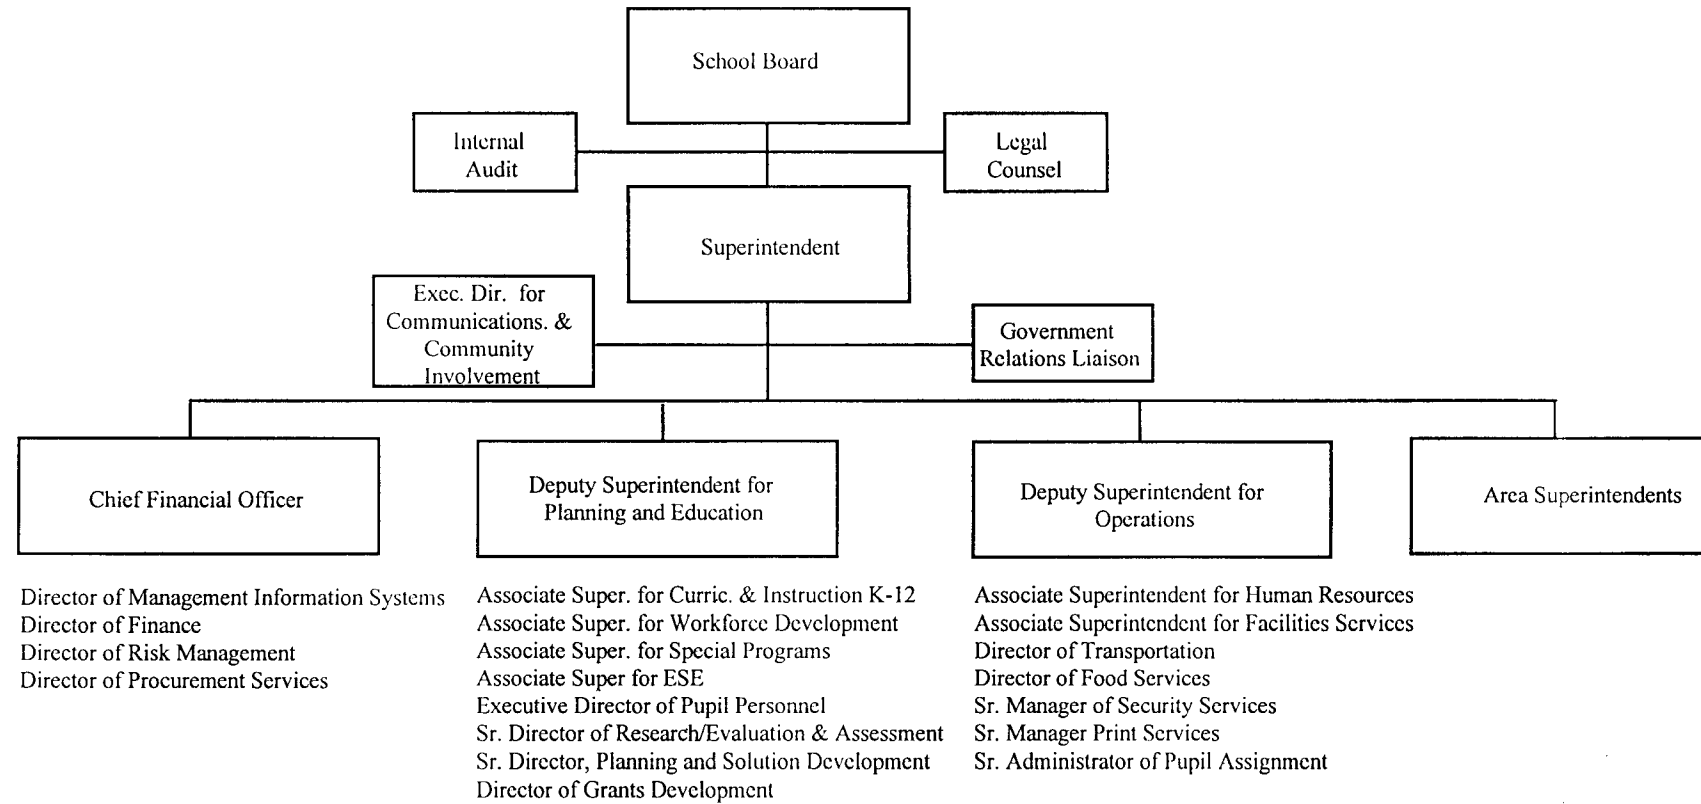 School Board
Internal
Audit
Legal
Counsel
Superintendent
Exec. Dir. for
Communications. &
Community
Involvement
Government
Relations Liaison
Chief Financial Officer
Deputy Superintendent for
Planning and Education
Deputy Superintendent for
Operations
Area Superintendents
Director of Management Information Systems
Director of Finance
Director of Risk Management
Director of Procurement Services
Associate Super. for Curric. & Instruction K-12
Associate Super. for Workforce Development
Associate Super. for Special Programs
Associate Super for ESE
Executive Director of Pupil Personnel
Sr. Director of Research/Evaluation & Assessment
Sr. Director, Planning and Solution Development
Director of Grants Development
Associate Superintendent for Human Resources
Associate Superintendent for Facilities Services
Director of Transportation
Director of Food Services
Sr. Manager of Security Services
Sr. Manager Print Services
Sr. Administrator of Pupil Assignment